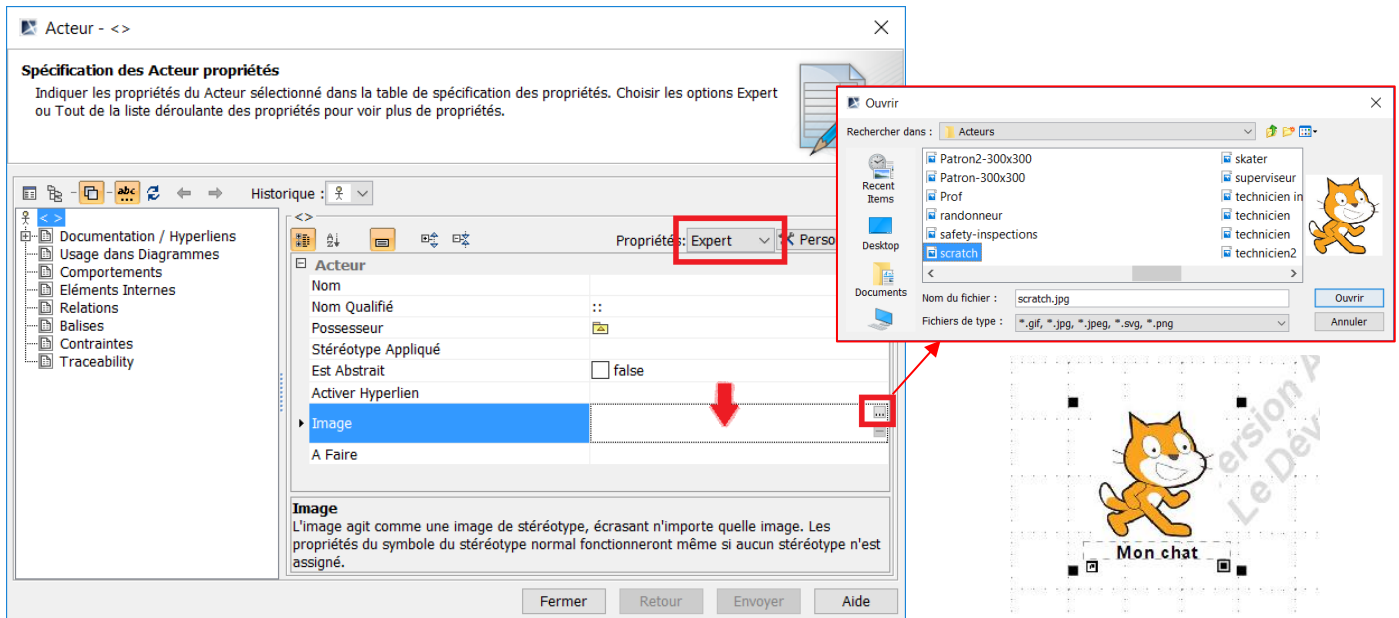 Acteur - <>
Spécification des Acteur propriétés
Indiquer les propriétés du Acteur sélectionné dans la table de spécification des propriétés. Choisir les options Expert
ou Tout de la liste déroulante des propriétés pour voir plus de propriétés.
Historique :
< >
Documentation / Hyperliens
Usage dans Diagrammes
Comportements
Eléments Internes
Relations
Balises
Contraintes
Traceability
<>
Propriétés: Expert Perso
Acteur
Nom
Nom Qualifié ::
Possesseur
Stéréotype Appliqué
Est Abstrait false
Activer Hyperlien
Image ...
A Faire
Image
L'image agit comme une image de stéréotype, écrasant n'importe quelle image. Les
propriétés du symbole du stéréotype normal fonctionneront même si aucun stéréotype n'est
assigné.
Fermer Retour Envoyer Aide
Ouvrir
Rechercher dans : Acteurs
Recent
Items
Desktop
Documents
Patron2-300x300
Patron-300x300
Prof
randonneur
safety-inspections
scratch
skater
superviseur
technicien in
technicien
technicien
technicien2
Nom du fichier : scratch.jpg Ouvrir
Fichiers de type : *.gif, *.jpg, *.jpeg, *.svg, *.png Annuler
ersion A
Le Dév
Mon chat